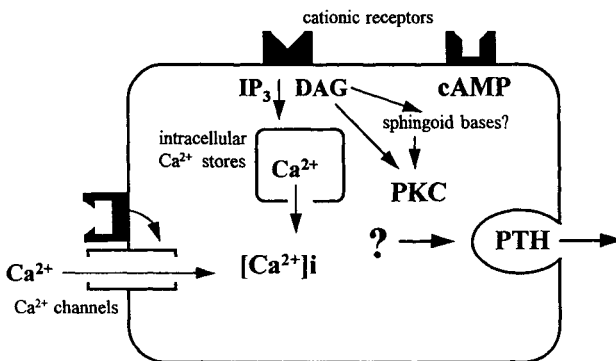 cationic receptors
IP₃ DAG cAMP
sphingoid bases?
intracellular
Ca²⁺ stores
Ca²⁺
PKC
? PTH
Ca²⁺ [Ca²⁺]i
Ca²⁺ channels